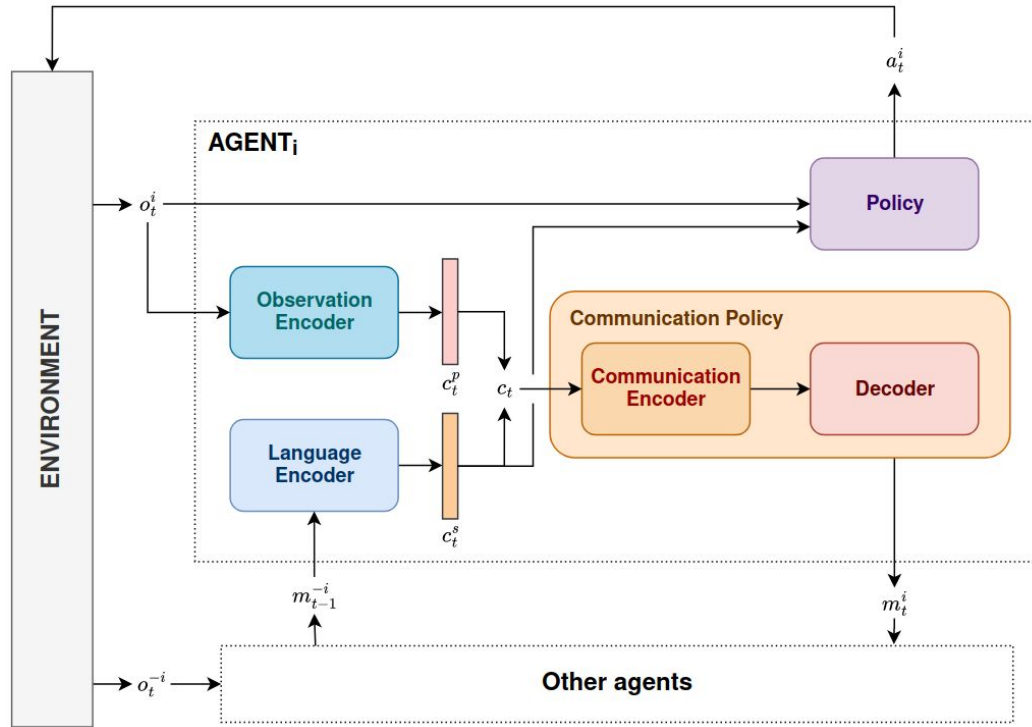 a_t^i
AGENT_i
Policy
o_t^i
Observation
Encoder
Communication Policy
c_t^p
c_t
Communication
Encoder
Decoder
ENVIRONMENT
Language
Encoder
c_t^s
m_{t-1}^{-i}
m_t^i
o_t^{-i}
Other agents